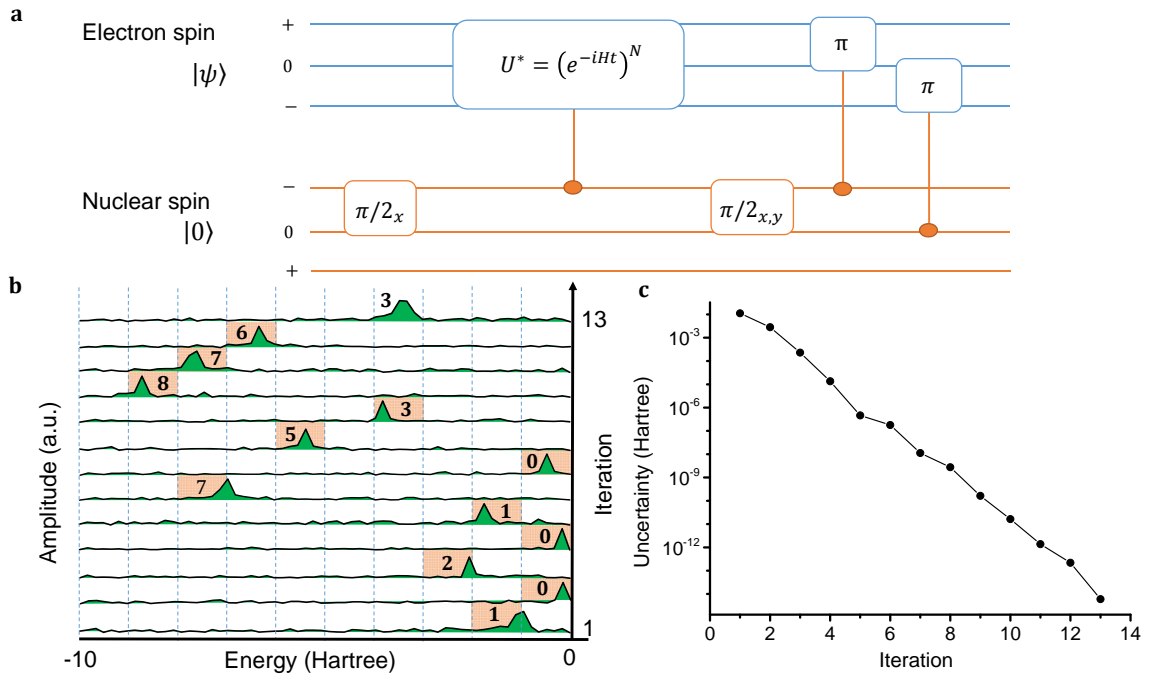 a
Electron spin
|ψ⟩
+
0
−
U* = (e^{-iHt})^N
π
π
Nuclear spin
|0⟩
−
0
+
π/2ₓ
π/2ₓ,ᵧ
b
Amplitude (a.u.)
3
6
7
8
3
5
0
7
1
0
2
0
1
13
Iteration
1
-10
Energy (Hartree)
0
c
Uncertainty (Hartree)
10⁻³
10⁻⁶
10⁻⁹
10⁻¹²
0 2 4 6 8 10 12 14
Iteration